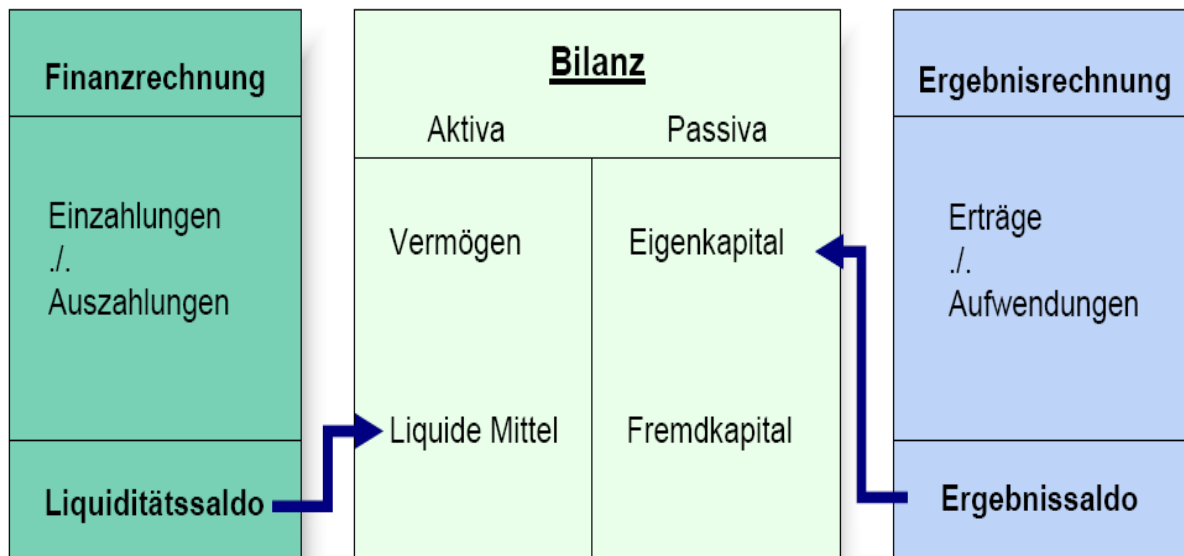 Finanzrechnung
Einzahlungen
./.
Auszahlungen
Liquiditätssaldo
Bilanz
Aktiva Passiva
Vermögen Eigenkapital
Liquide Mittel Fremdkapital
Ergebnisrechnung
Erträge
./.
Aufwendungen
Ergebnissaldo